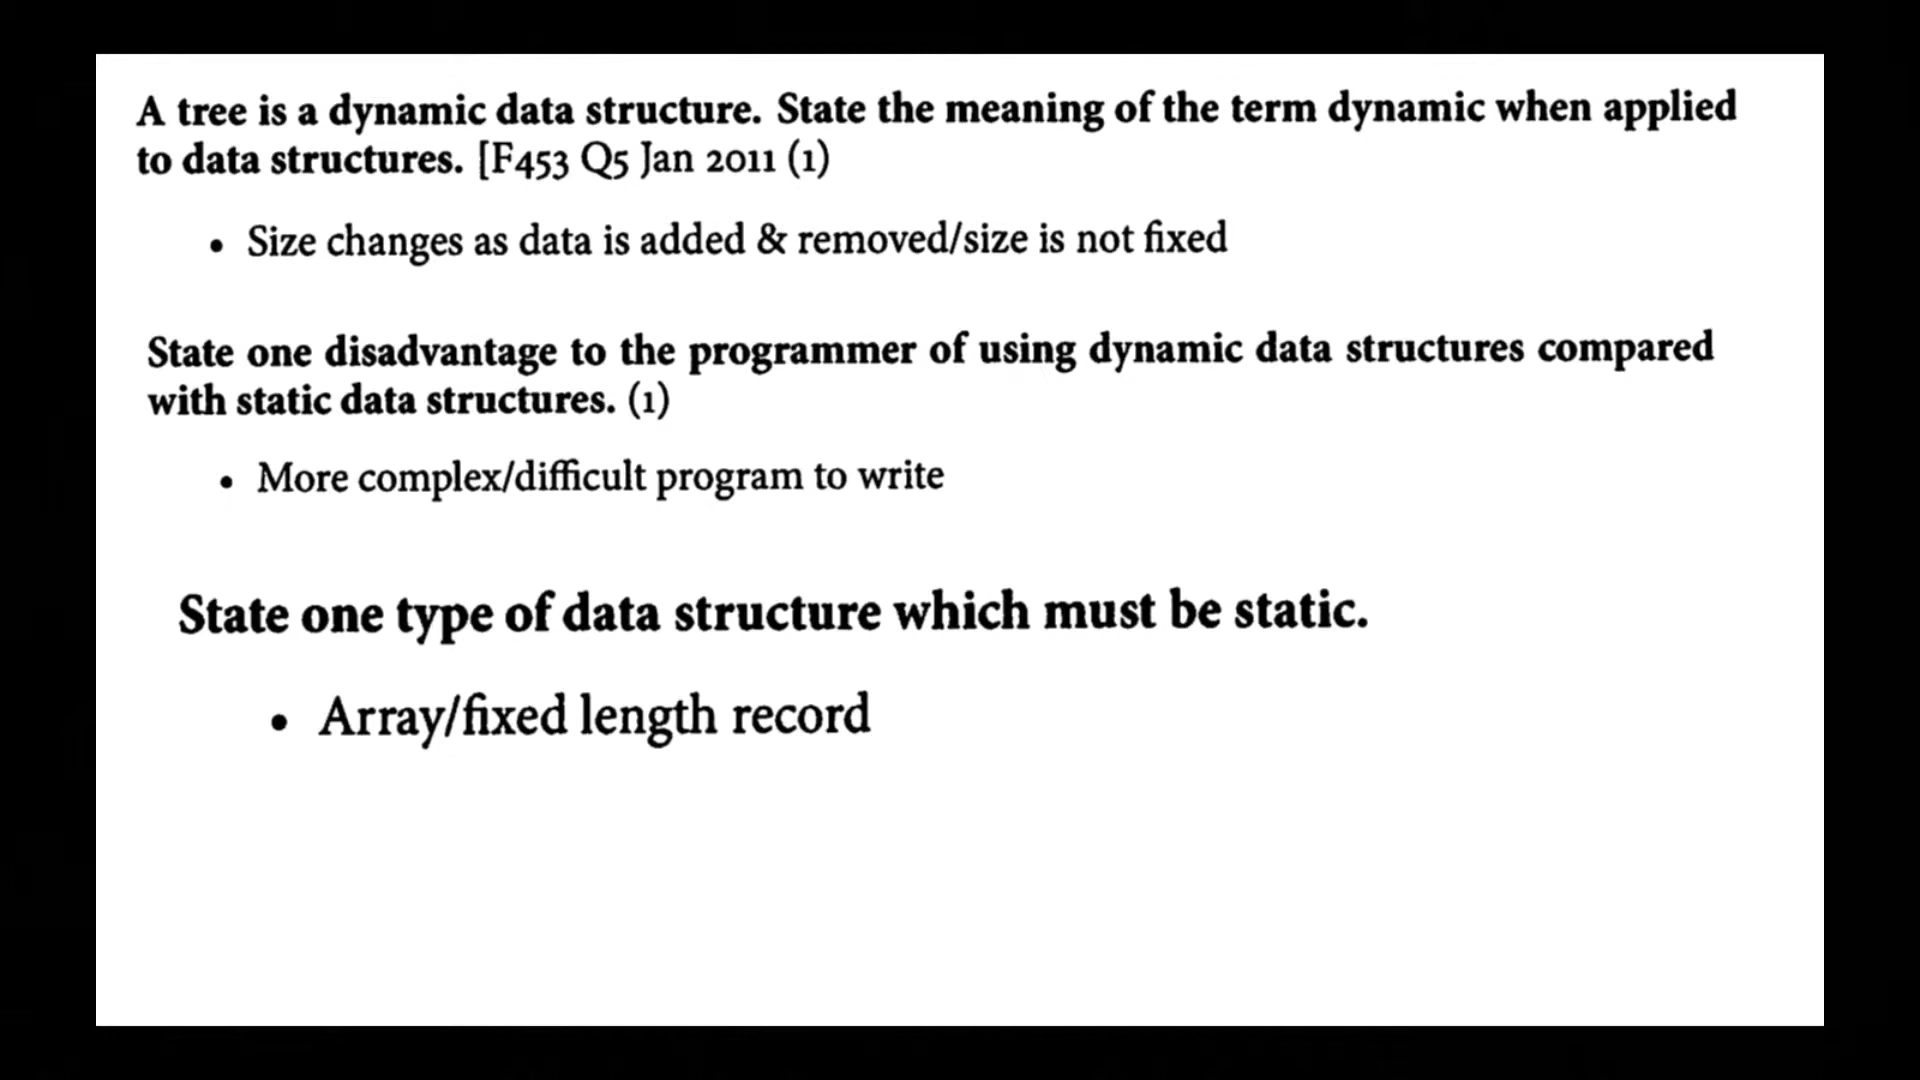 A tree is a dynamic data structure. State the meaning of the term dynamic when applied
to data structures. [F453 Q5 Jan 2011 (1)
• Size changes as data is added & removed/size is not fixed
State one disadvantage to the programmer of using dynamic data structures compared
with static data structures. (1)
• More complex/difficult program to write
State one type of data structure which must be static.
• Array/fixed length record